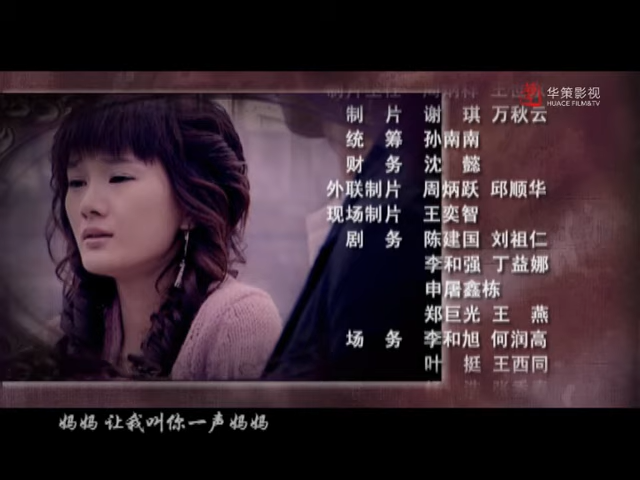 华策影视
HUACE FILM&TV
制 片 谢 琪 万秋云
统 筹 孙南南
财 务 沈 懿
外联制片 周炳跃 邱顺华
现场制片 王奕智
剧 务 陈建国 刘祖仁
李和强 丁益娜
申屠鑫栋
郑巨光 王 燕
场 务 李和旭 何润高
叶 挺 王西同
妈妈 让我叫你一声妈妈